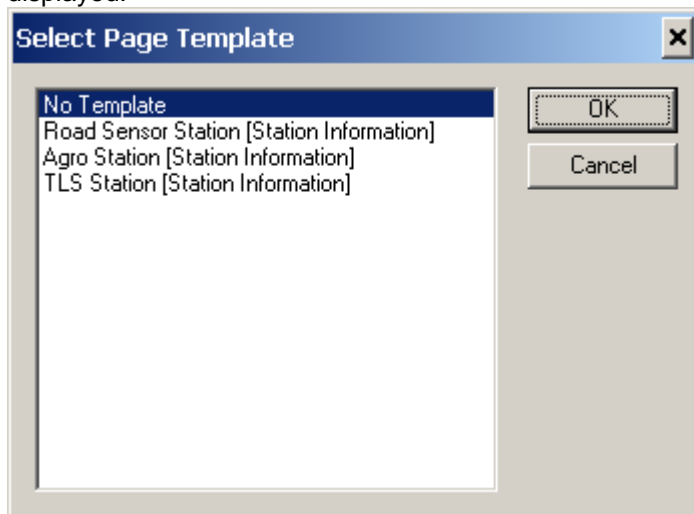 displayed.
Select Page Template
No Template
Road Sensor Station [Station Information]
Agro Station [Station Information]
TLS Station [Station Information]
OK
Cancel